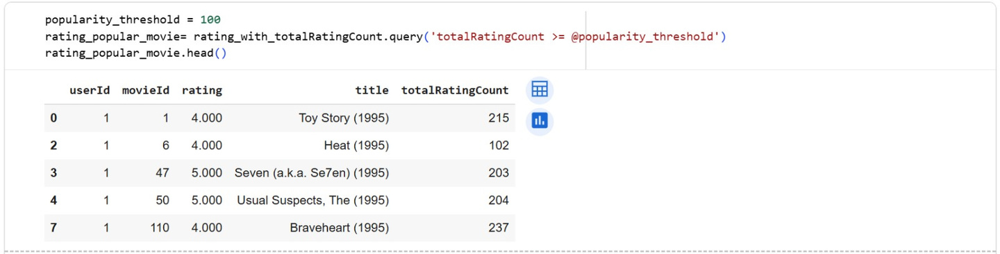 popularity_threshold = 100
rating_popular_movie= rating_with_totalRatingCount.query('totalRatingCount >= @popularity_threshold')
rating_popular_movie.head()
userId movieId rating title totalRatingCount
0 1 1 4.000 Toy Story (1995) 215
2 1 6 4.000 Heat (1995) 102
3 1 47 5.000 Seven (a.k.a. Se7en) (1995) 203
4 1 50 5.000 Usual Suspects, The (1995) 204
7 1 110 4.000 Braveheart (1995) 237